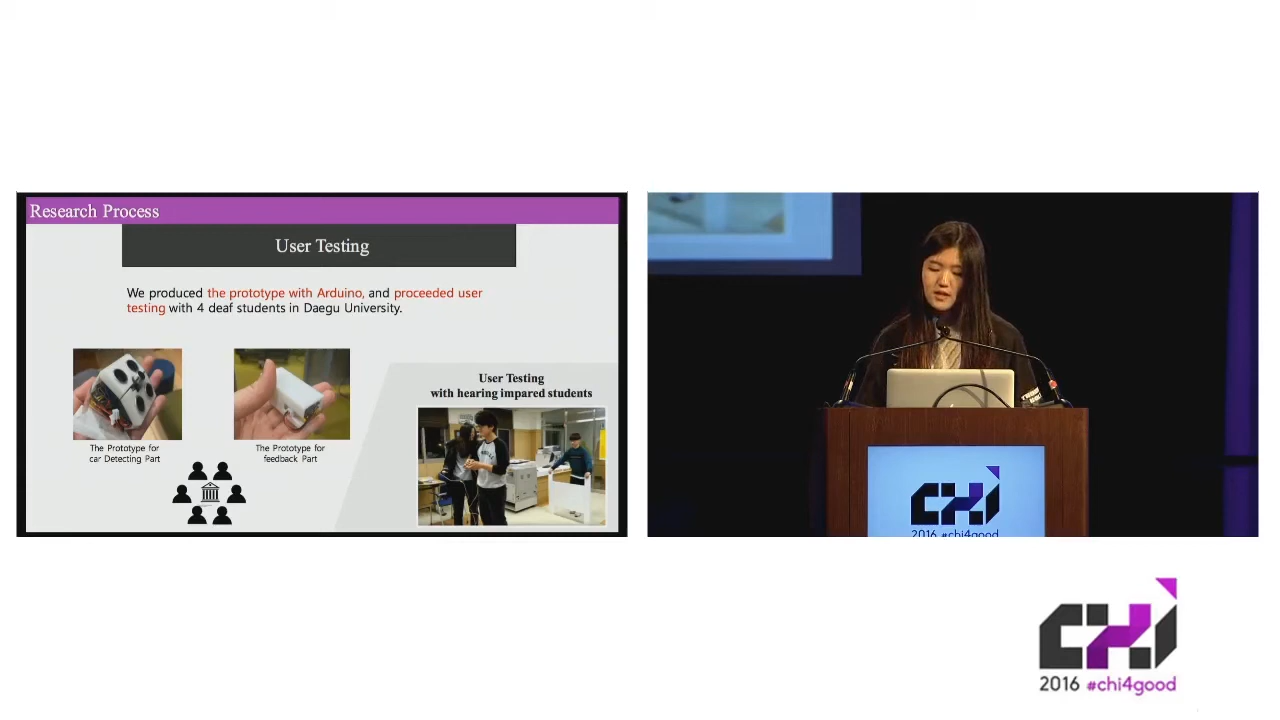 Research Process
User Testing
We produced the prototype with Arduino, and proceeded user
testing with 4 deaf students in Daegu University.
The Prototype for
car Detecting Part
The Prototype for
feedback Part
User Testing
with hearing impared students
CHI
2016 #chi4good
CHI
2016 #chi4good